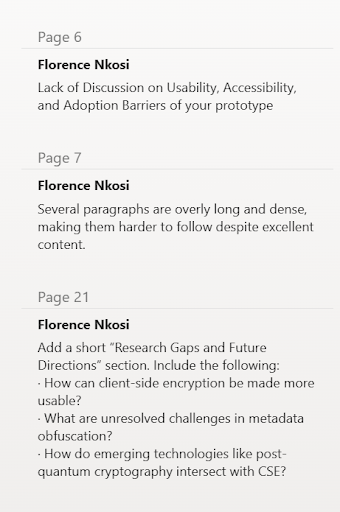 Page 6
Florence Nkosi
Lack of Discussion on Usability, Accessibility,
and Adoption Barriers of your prototype
Page 7
Florence Nkosi
Several paragraphs are overly long and dense,
making them harder to follow despite excellent
content.
Page 21
Florence Nkosi
Add a short “Research Gaps and Future
Directions” section. Include the following:
· How can client-side encryption be made more
usable?
· What are unresolved challenges in metadata
obfuscation?
· How do emerging technologies like post-
quantum cryptography intersect with CSE?